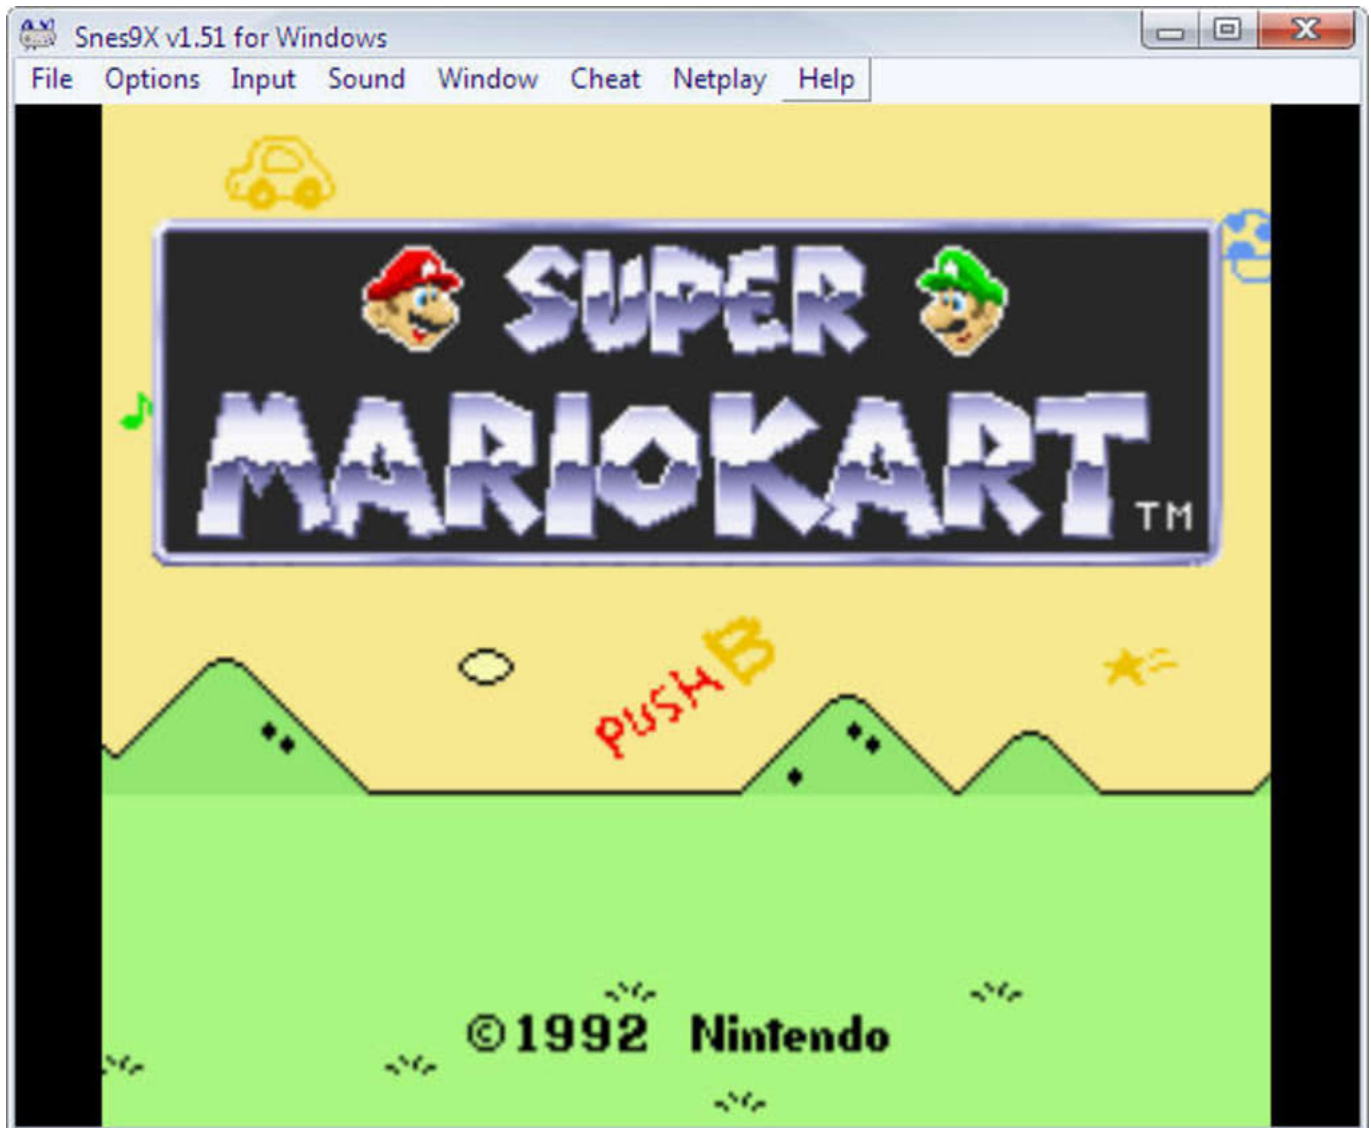 Snes9X v1.51 for Windows
File Options Input Sound Window Cheat Netplay Help
SUPER
MARIOKART TM
PUSH B
©1992 Nintendo